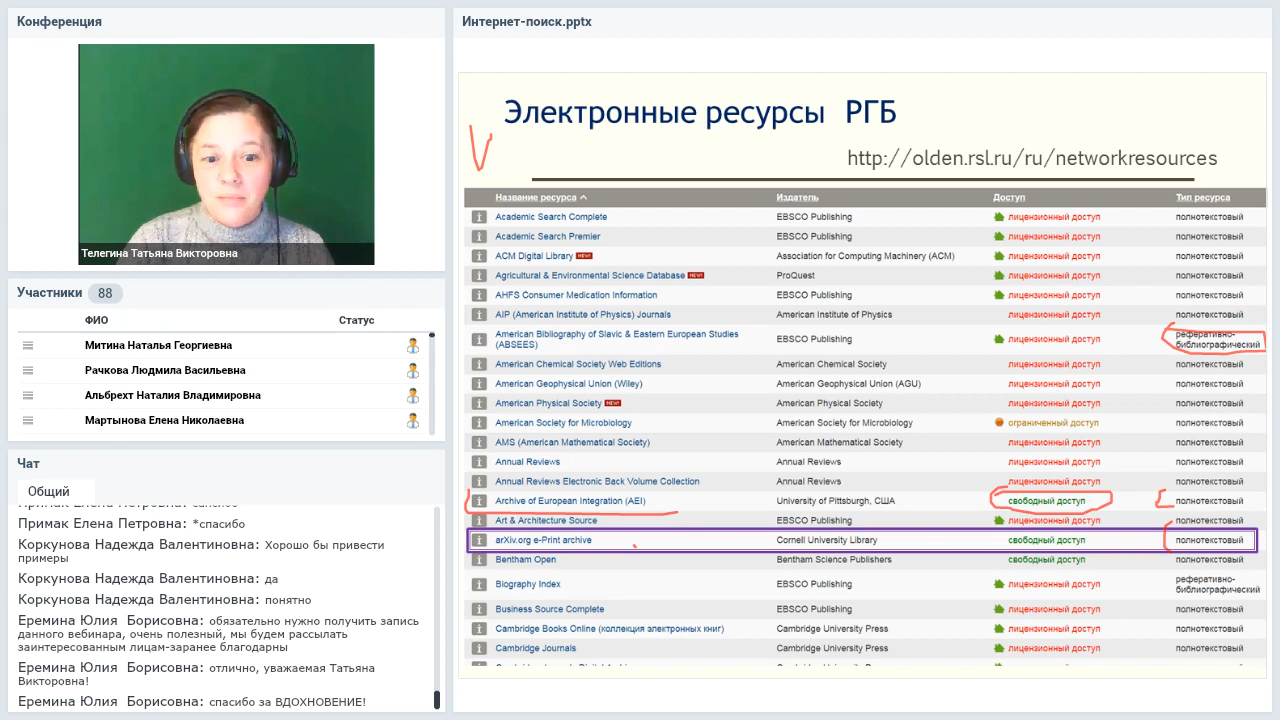 Конференция
Телегина Татьяна Викторовна
Участники 88
ФИО Статус
Митина Наталья Георгиевна
Рачкова Людмила Васильевна
Альбрехт Наталия Владимировна
Мартынова Елена Николаевна
Чат
Общий
Примак Елена Петровна: *спасибо
Коркунова Надежда Валентиновна: Хорошо бы привести
примеры
Коркунова Надежда Валентиновна: да
Коркунова Надежда Валентиновна: понятно
Еремина Юлия Борисовна: обязательно нужно получить запись
данного вебинара, очень полезный, мы будем рассылать
заинтересованным лицам-заранее благодарны
Еремина Юлия Борисовна: отлично, уважаемая Татьяна
Викторовна!
Еремина Юлия Борисовна: спасибо за ВДОХНОВЕНИЕ!
Интернет-поиск.pptx
Электронные ресурсы РГБ
http://olden.rsl.ru/ru/networkresources
Название ресурса Издатель Доступ Тип ресурса
Academic Search Complete EBSCO Publishing лицензионный доступ полнотекстовый
Academic Search Premier EBSCO Publishing лицензионный доступ полнотекстовый
ACM Digital Library NEW! Association for Computing Machinery (ACM) лицензионный доступ полнотекстовый
Agricultural & Environmental Science Database NEW! ProQuest лицензионный доступ полнотекстовый
AHFS Consumer Medication Information EBSCO Publishing лицензионный доступ полнотекстовый
AIP (American Institute of Physics) Journals American Institute of Physics лицензионный доступ полнотекстовый
American Bibliography of Slavic & Eastern European Studies
(ABSEES) EBSCO Publishing лицензионный доступ реферативно-
библиографический
American Chemical Society Web Editions American Chemical Society лицензионный доступ полнотекстовый
American Geophysical Union (Wiley) American Geophysical Union (AGU) лицензионный доступ полнотекстовый
American Physical Society NEW! American Physical Society лицензионный доступ полнотекстовый
American Society for Microbiology American Society for Microbiology ограниченный доступ полнотекстовый
AMS (American Mathematical Society) American Mathematical Society лицензионный доступ полнотекстовый
Annual Reviews Annual Reviews лицензионный доступ полнотекстовый
Annual Reviews Electronic Back Volume Collection Annual Reviews лицензионный доступ полнотекстовый
Archive of European Integration (AEI) University of Pittsburgh, США свободный доступ полнотекстовый
Art & Architecture Source EBSCO Publishing лицензионный доступ полнотекстовый
arXiv.org e-Print archive Cornell University Library свободный доступ полнотекстовый
Bentham Open Bentham Science Publishers свободный доступ полнотекстовый
Biography Index EBSCO Publishing лицензионный доступ реферативно-
библиографический
Business Source Complete EBSCO Publishing лицензионный доступ полнотекстовый
Cambridge Books Online (коллекция электронных книг) Cambridge University Press лицензионный доступ полнотекстовый
Cambridge Journals Cambridge University Press лицензионный доступ полнотекстовый